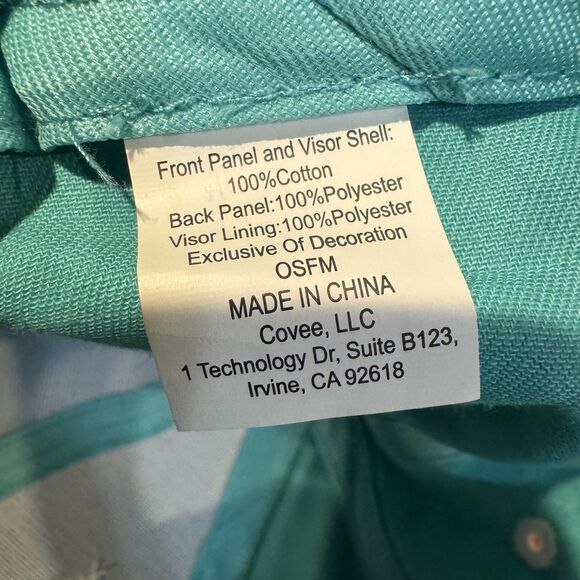 Front Panel and Visor Shell:
100%Cotton
Back Panel:100%Polyester
Visor Lining:100%Polyester
Exclusive Of Decoration
OSFM
MADE IN CHINA
Covee, LLC
1 Technology Dr, Suite B123,
Irvine, CA 92618